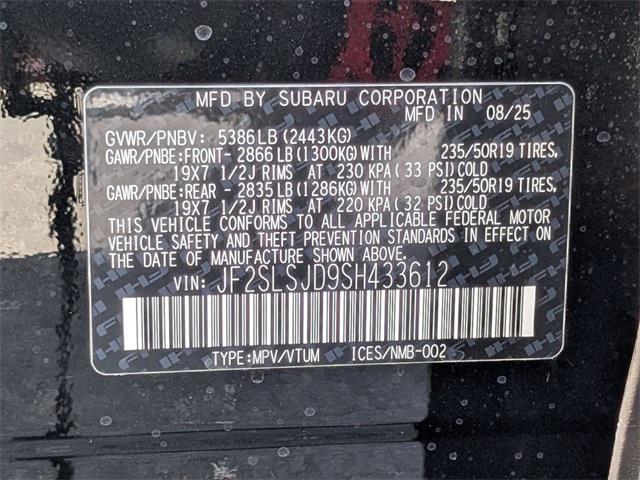 MFD BY SUBARU CORPORATION
MFD IN 08/25
GVWR/PNBV: 5386LB(2443KG)
GAWR/PNBE:FRONT- 2866LB(1300KG)WITH 235/50R19 TIRES,
19X7 1/2J RIMS AT 230 KPA(33 PSI)COLD
GAWR/PNBE:REAR - 2835LB(1286KG)WITH 235/50R19 TIRES,
19X7 1/2J RIMS AT 220 KPA(32 PSI)COLD
THIS VEHICLE CONFORMS TO ALL APPLICABLE FEDERAL MOTOR
VEHICLE SAFETY AND THEFT PREVENTION STANDARDS IN EFFECT ON
THE DATE OF MANUFACTURE SHOWN ABOVE.
VIN: JF2SLSJD9SH433612
TYPE:MPV/VTUM ICES/NMB-002